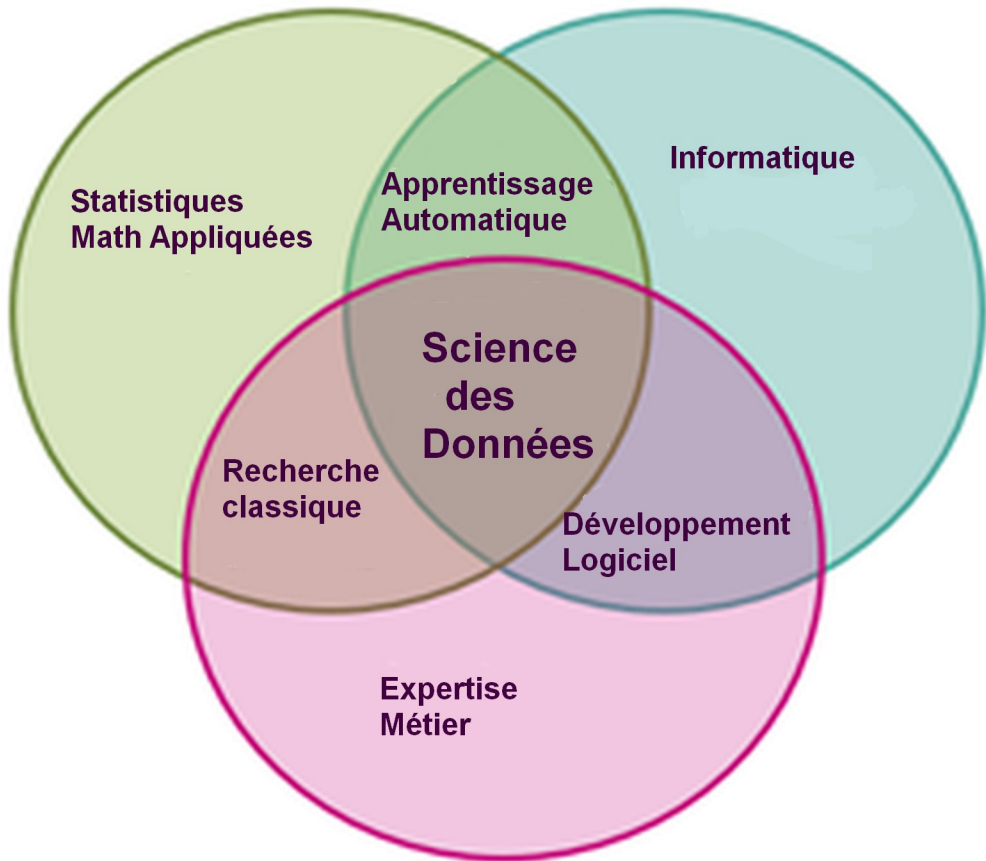 Informatique
Apprentissage
Automatique
Statistiques
Math Appliquées
Science
des
Données
Recherche
classique
Développement
Logiciel
Expertise
Métier